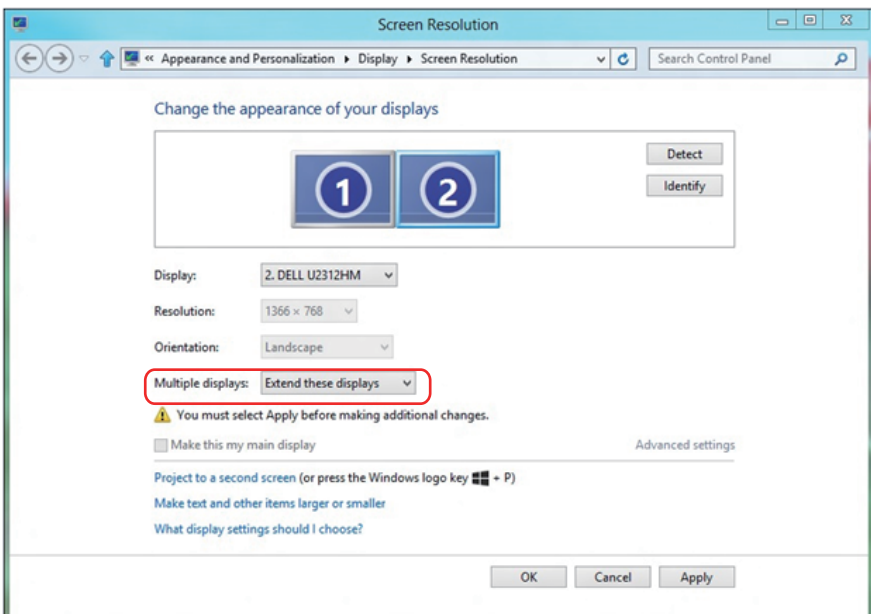 Screen Resolution
« Appearance and Personalization ▸ Display ▸ Screen Resolution
Search Control Panel
Change the appearance of your displays
1 2
Detect
Identify
Display: 2. DELL U2312HM
Resolution: 1366 × 768
Orientation: Landscape
Multiple displays: Extend these displays
You must select Apply before making additional changes.
Make this my main display
Advanced settings
Project to a second screen (or press the Windows logo key + P)
Make text and other items larger or smaller
What display settings should I choose?
OK Cancel Apply